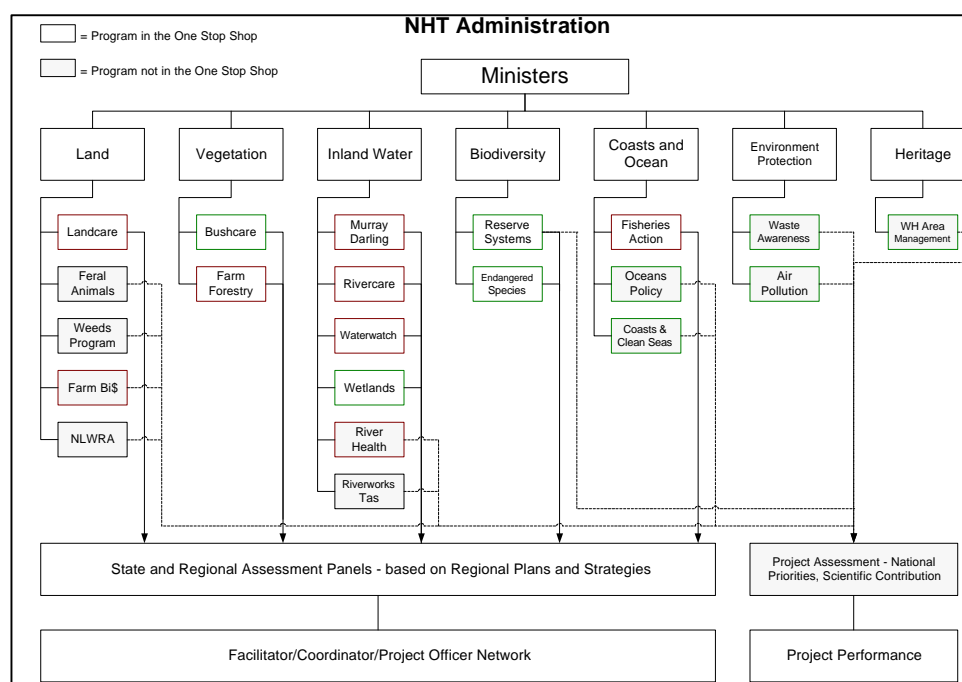 NHT Administration
= Program in the One Stop Shop
= Program not in the One Stop Shop
Ministers
Land
Vegetation
Inland Water
Biodiversity
Coasts and
Ocean
Environment
Protection
Heritage
Landcare
Feral
Animals
Weeds
Program
Farm Bi$
NLWRA
Bushcare
Farm
Forestry
Murray
Darling
Rivercare
Waterwatch
Wetlands
River
Health
Riverworks
Tas
Reserve
Systems
Endangered
Species
Fisheries
Action
Oceans
Policy
Coasts &
Clean Seas
Waste
Awareness
Air
Pollution
WH Area
Management
State and Regional Assessment Panels - based on Regional Plans and Strategies
Project Assessment - National
Priorities, Scientific Contribution
Facilitator/Coordinator/Project Officer Network
Project Performance